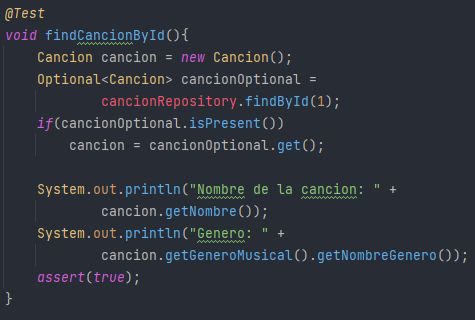 @Test
void findCancionById(){
    Cancion cancion = new Cancion();
    Optional<Cancion> cancionOptional =
            cancionRepository.findById(1);
    if(cancionOptional.isPresent())
        cancion = cancionOptional.get();

    System.out.println("Nombre de la cancion: " +
            cancion.getNombre());
    System.out.println("Genero: " +
            cancion.getGeneroMusical().getNombreGenero());
    assert(true);
}